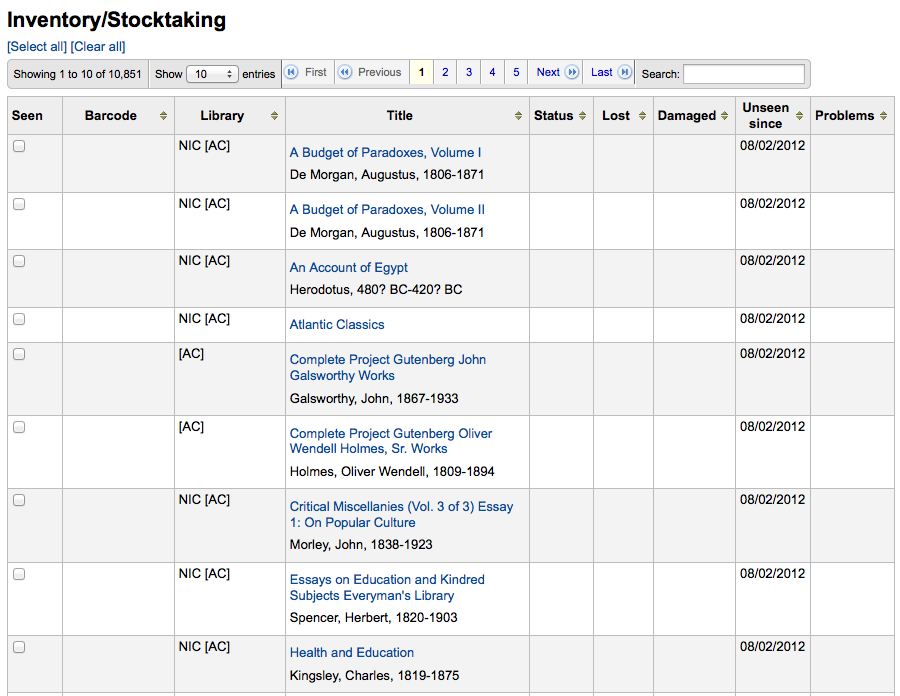 Inventory/Stocktaking
[Select all] [Clear all]
Showing 1 to 10 of 10,851 Show 10 entries First Previous 1 2 3 4 5 Next Last Search:
Seen Barcode Library Title Status Lost Damaged Unseen since Problems
NIC [AC] A Budget of Paradoxes, Volume I 08/02/2012
De Morgan, Augustus, 1806-1871
NIC [AC] A Budget of Paradoxes, Volume II 08/02/2012
De Morgan, Augustus, 1806-1871
NIC [AC] An Account of Egypt 08/02/2012
Herodotus, 480? BC-420? BC
NIC [AC] Atlantic Classics 08/02/2012
[AC] Complete Project Gutenberg John 08/02/2012
Galsworthy Works
Galsworthy, John, 1867-1933
[AC] Complete Project Gutenberg Oliver 08/02/2012
Wendell Holmes, Sr. Works
Holmes, Oliver Wendell, 1809-1894
NIC [AC] Critical Miscellanies (Vol. 3 of 3) Essay 08/02/2012
1: On Popular Culture
Morley, John, 1838-1923
NIC [AC] Essays on Education and Kindred 08/02/2012
Subjects Everyman's Library
Spencer, Herbert, 1820-1903
NIC [AC] Health and Education 08/02/2012
Kingsley, Charles, 1819-1875